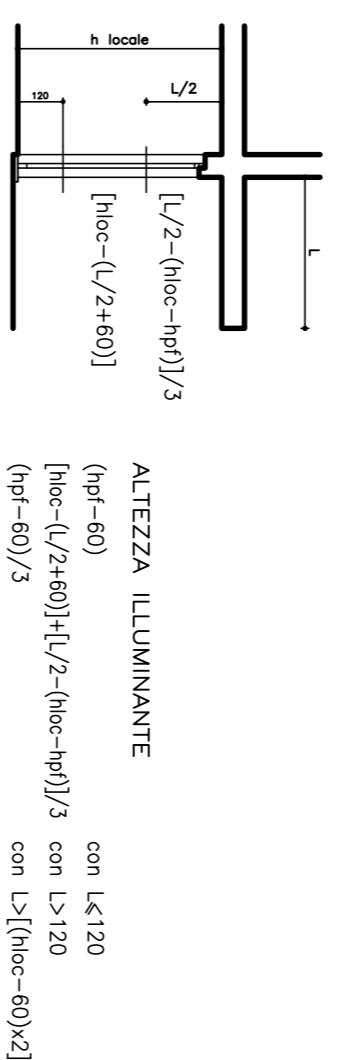 h locale
120
L/2
L
[L/2-(hloc-hpf)]/3
[hloc-(L/2+60)]
ALTEZZA ILLUMINANTE
(hpf-60) con L≤120
[hloc-(L/2+60)]+[L/2-(hloc-hpf)]/3 con L>120
(hpf-60)/3 con L>[(hloc-60)x2]